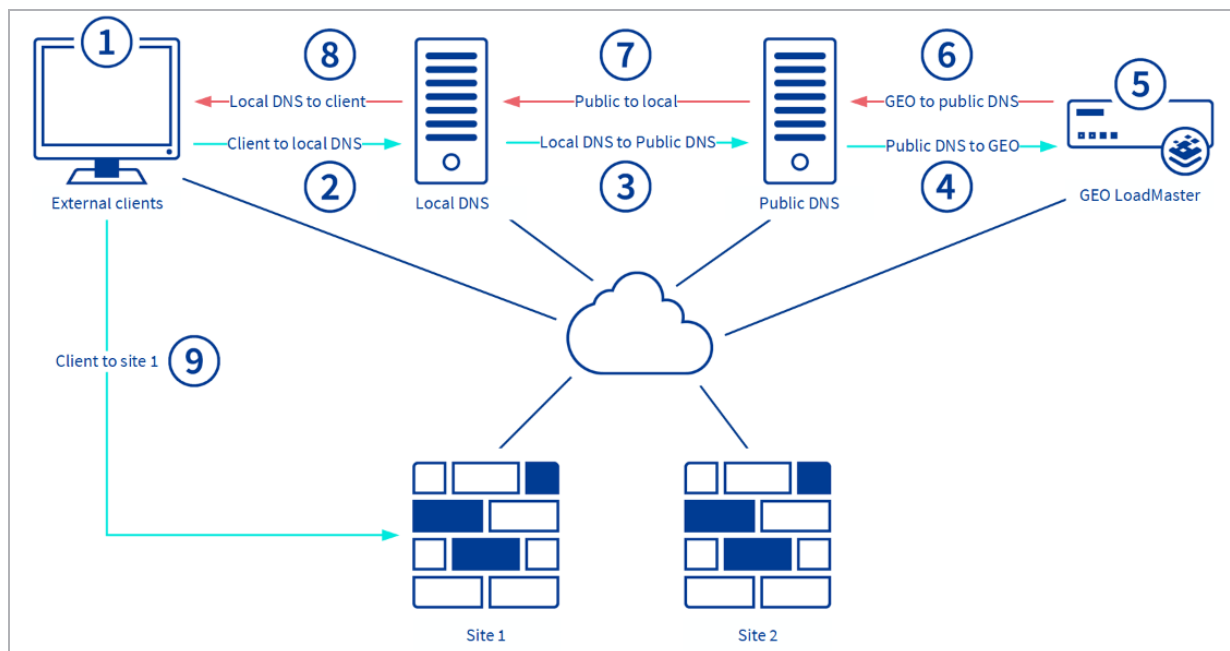 1
8
7
6
5
Local DNS to client
Public to local
GEO to public DNS
Client to local DNS
Local DNS to Public DNS
Public DNS to GEO
2
3
4
External clients
Local DNS
Public DNS
GEO LoadMaster
Client to site 1
9
Site 1
Site 2